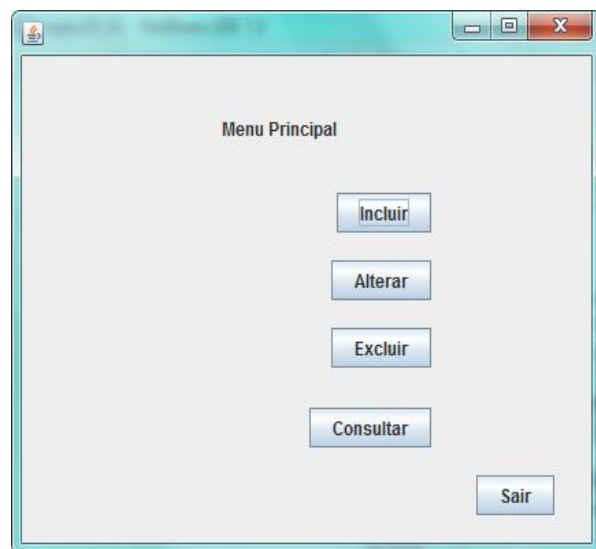 Menu Principal
Incluir
Alterar
Excluir
Consultar
Sair